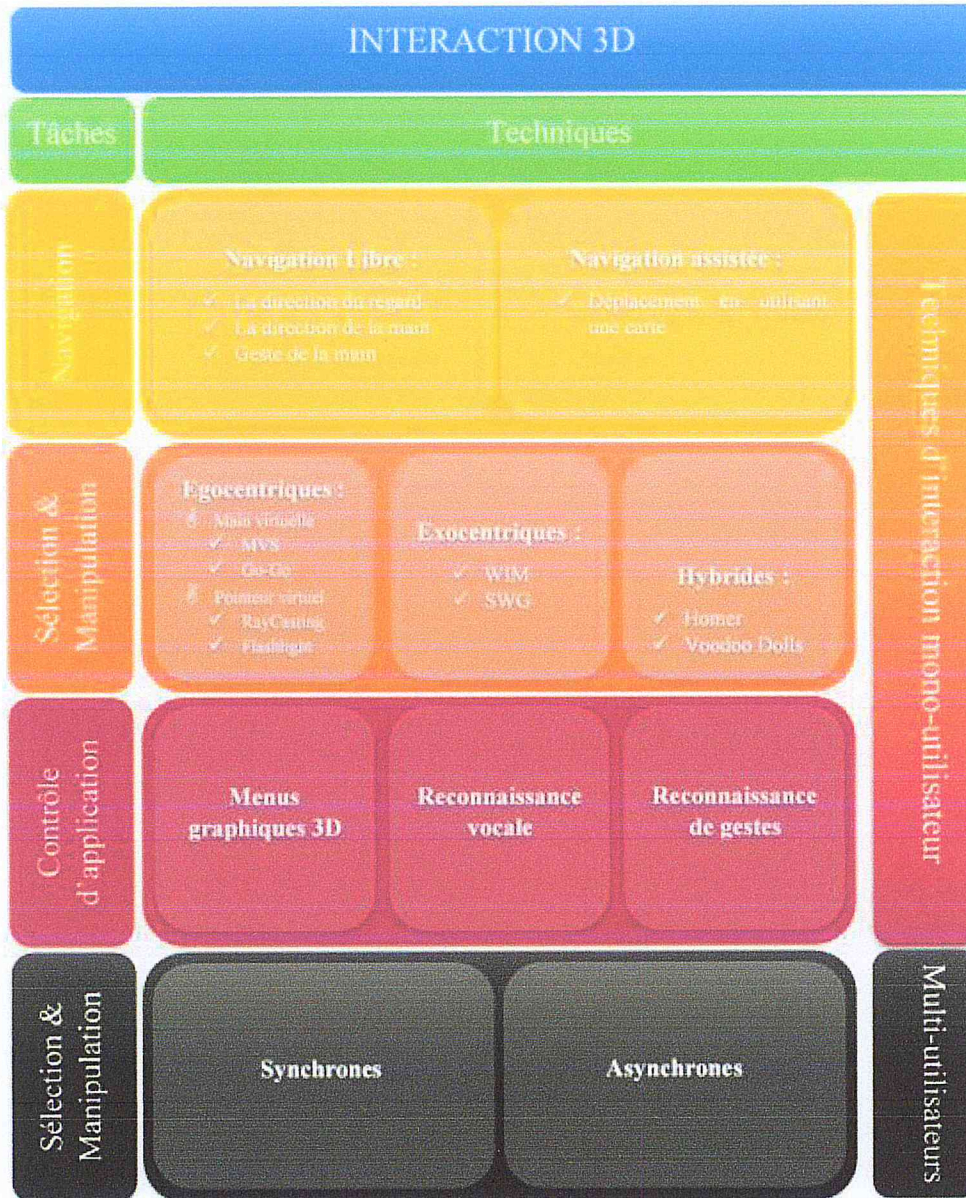 INTERACTION 3D
Tâches
Techniques
Navigation
Navigation Libre :
✓ La direction du regard
✓ La direction de la main
✓ Geste de la main
Navigation assistée :
✓ Déplacement en utilisant
une carte
Techniques d'interaction mono-utilisateur
Sélection &
Manipulation
Egocentriques :
Main virtuelle
✓ MVS
✓ Go-Go
Pointeur virtuel
✓ RayCasting
✓ Flashlight
Exocentriques :
✓ WIM
✓ SWG
Hybrides :
✓ Homer
✓ Voodoo Dolls
Contrôle
d'application
Menus
graphiques 3D
Reconnaissance
vocale
Reconnaissance
de gestes
Sélection &
Manipulation
Synchrones
Asynchrones
Multi-utilisateurs